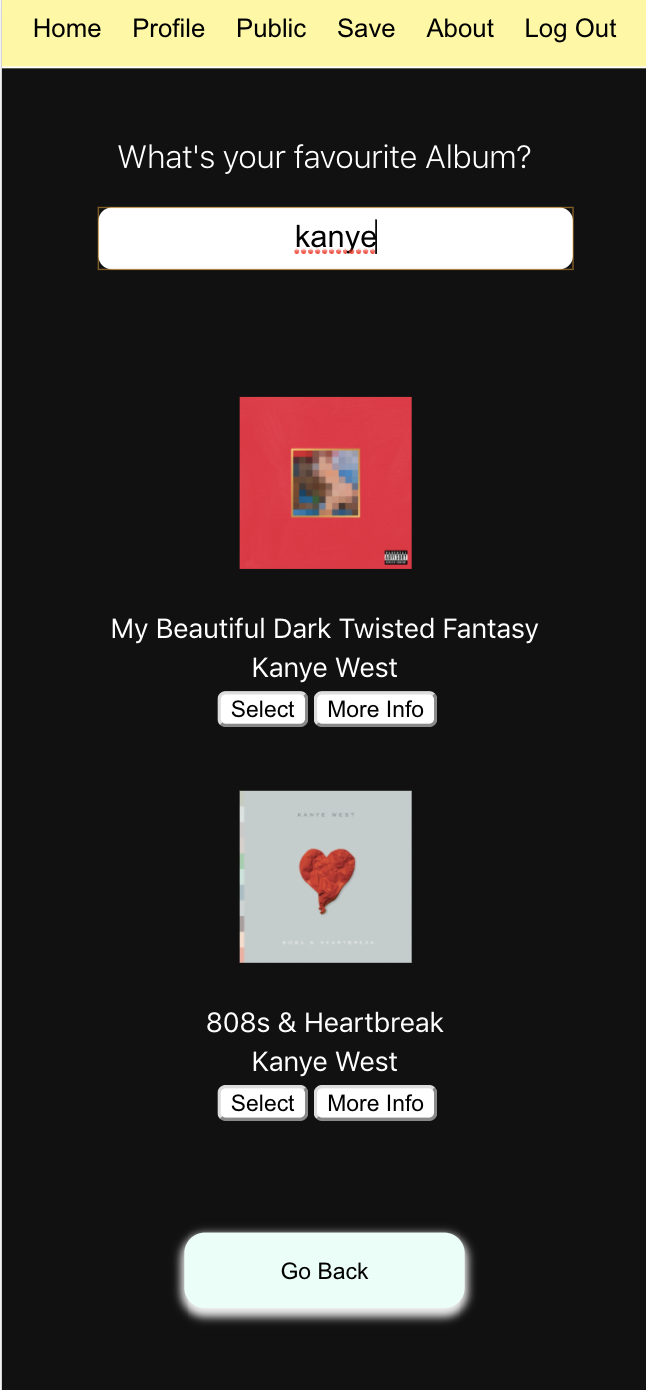 Home Profile Public Save About Log Out
What's your favourite Album?
kanye
My Beautiful Dark Twisted Fantasy
Kanye West
Select More Info
KANYE WEST
808s & Heartbreak
Kanye West
Select More Info
Go Back